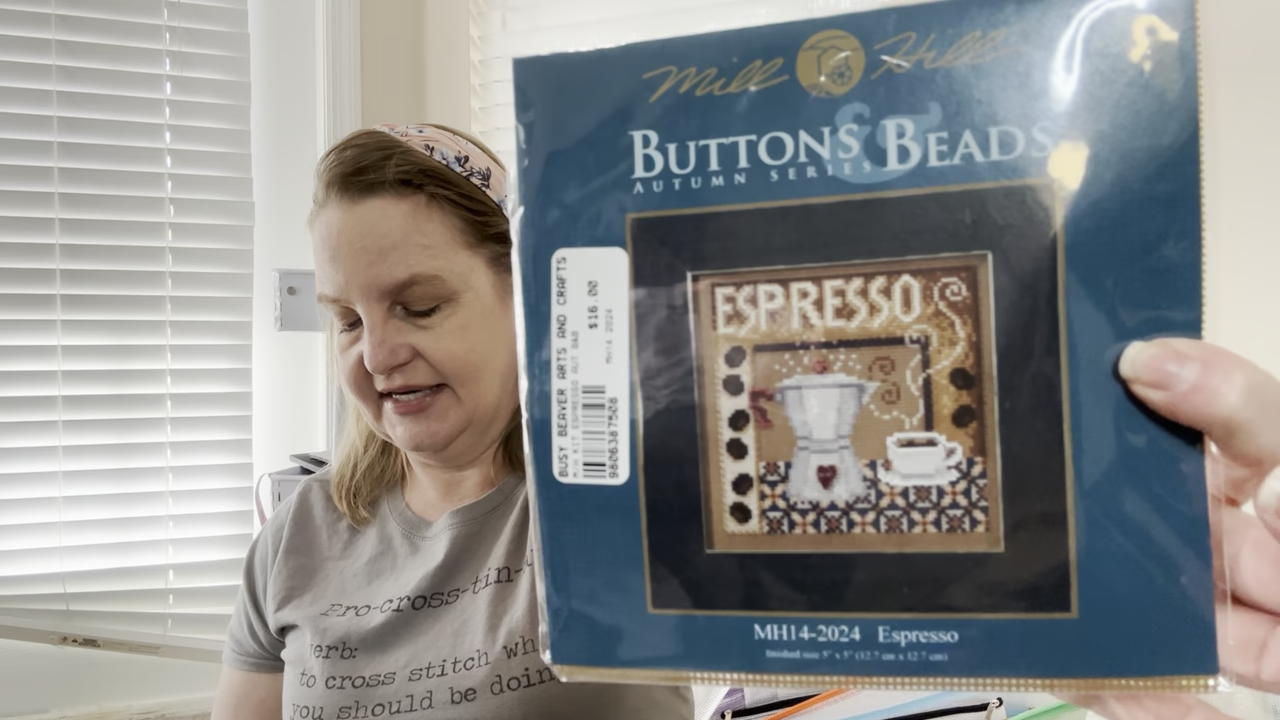 Mill Hill
BUTTONS & BEADS
AUTUMN SERIES
BUSY BEAVER ARTS AND CRAFTS
$16.00
MH14 2024
9806387508
ESPRESSO
MH14-2024 Espresso
finished size 5" x 5" (12.7 cm x 12.7 cm)
Pro-cross-tin-
verb:
to cross stitch wh
you should be doin